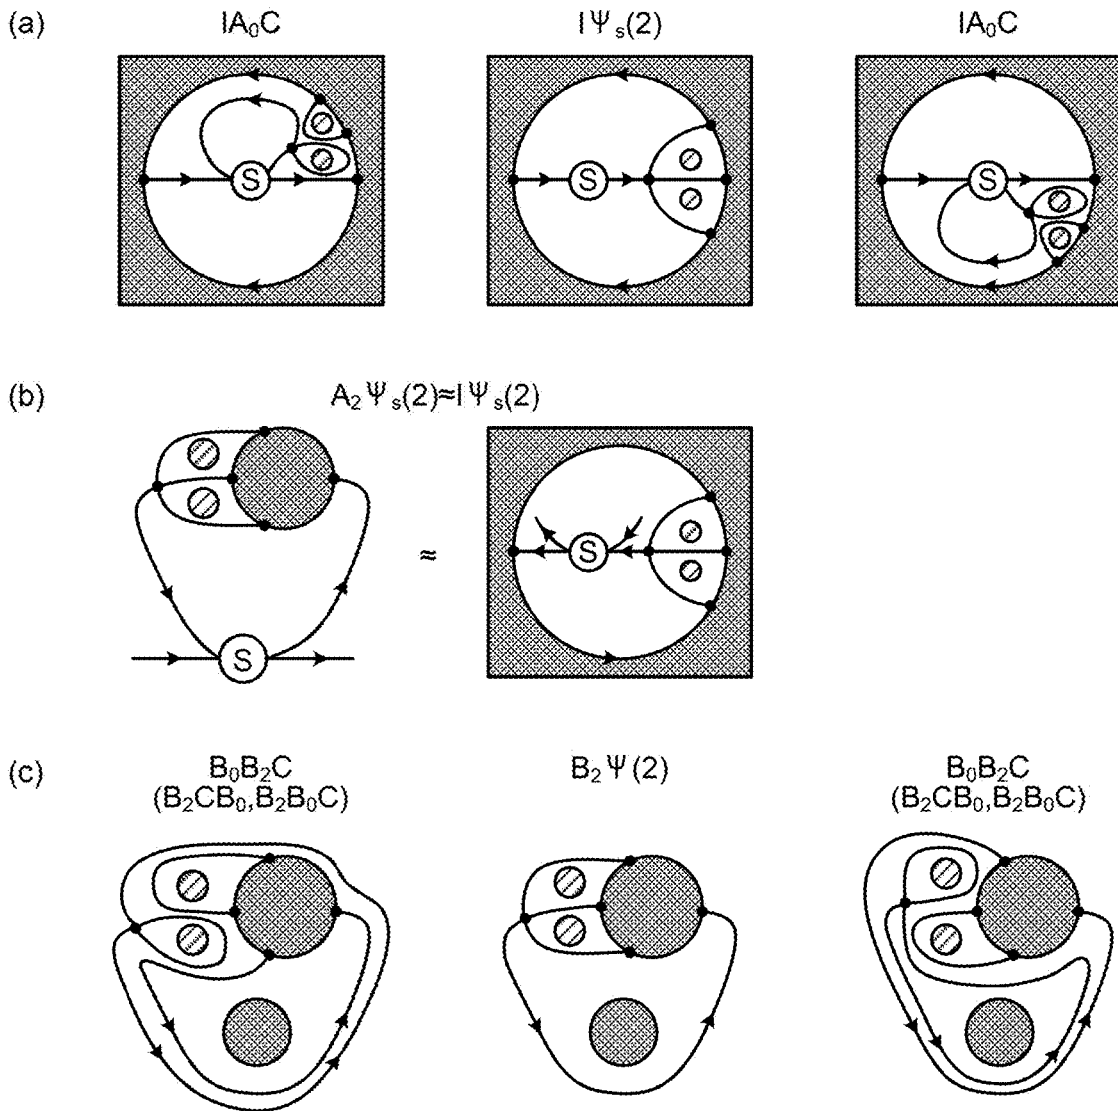 (a) IA₀C IΨₛ(2) IA₀C
S S S
(b) A₂Ψₛ(2)≈IΨₛ(2)
≈ S
S
(c) B₀B₂C B₂Ψ(2) B₀B₂C
(B₂CB₀,B₂B₀C) (B₂CB₀,B₂B₀C)